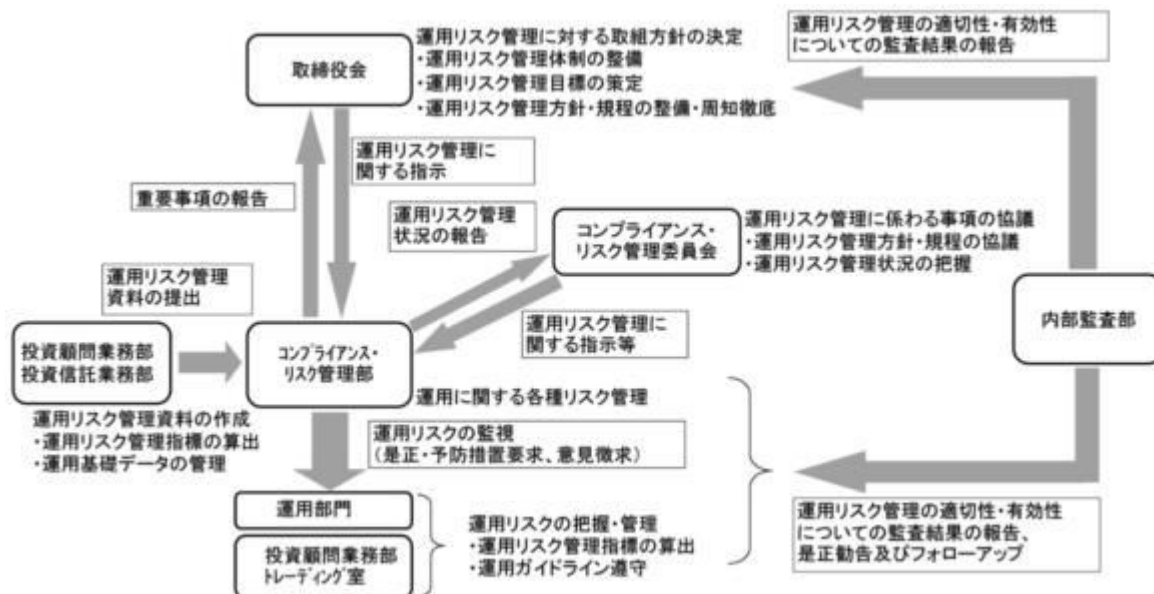 取締役会
運用リスク管理に対する取組方針の決定
・運用リスク管理体制の整備
・運用リスク管理目標の策定
・運用リスク管理方針・規程の整備・周知徹底
運用リスク管理の適切性・有効性
についての監査結果の報告
運用リスク管理に
関する指示
重要事項の報告
運用リスク管理
状況の報告
コンプライアンス・
リスク管理委員会
運用リスク管理に係わる事項の協議
・運用リスク管理方針・規程の協議
・運用リスク管理状況の把握
運用リスク管理
資料の提出
内部監査部
運用リスク管理に
関する指示等
投資顧問業務部
投資信託業務部
コンプライアンス・
リスク管理部
運用に関する各種リスク管理
運用リスク管理資料の作成
・運用リスク管理指標の算出
・運用基礎データの管理
運用リスクの監視
(是正・予防措置要求、意見徴求)
運用部門
投資顧問業務部
トレーディング室
運用リスクの把握・管理
・運用リスク管理指標の算出
・運用ガイドライン遵守
運用リスク管理の適切性・有効性
についての監査結果の報告、
是正勧告及びフォローアップ